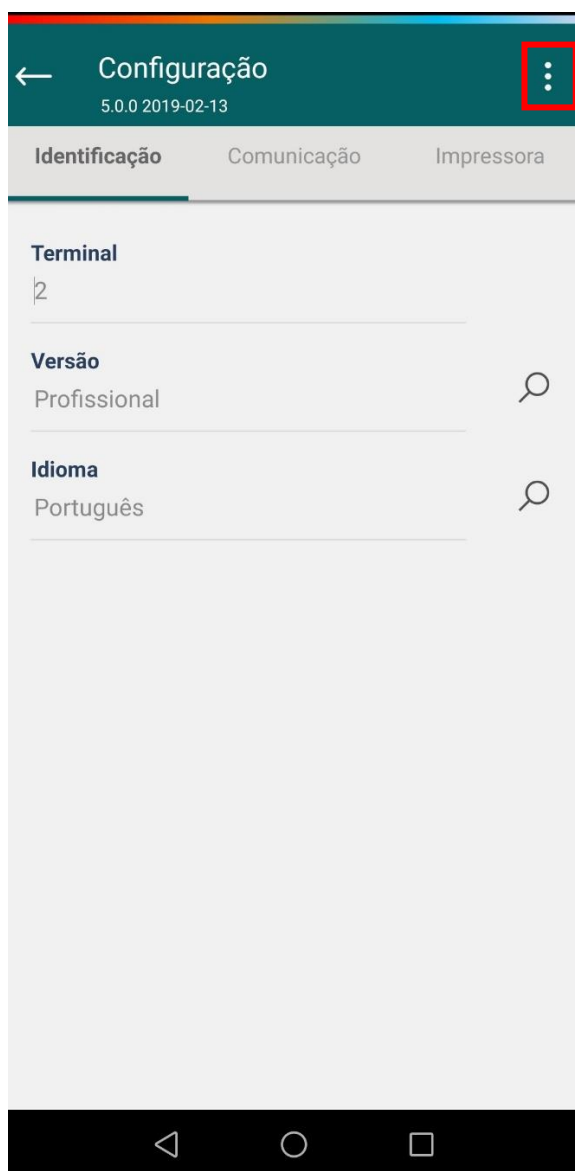 Configuração
5.0.0 2019-02-13
Identificação Comunicação Impressora
Terminal
2
Versão
Profissional
Idioma
Português